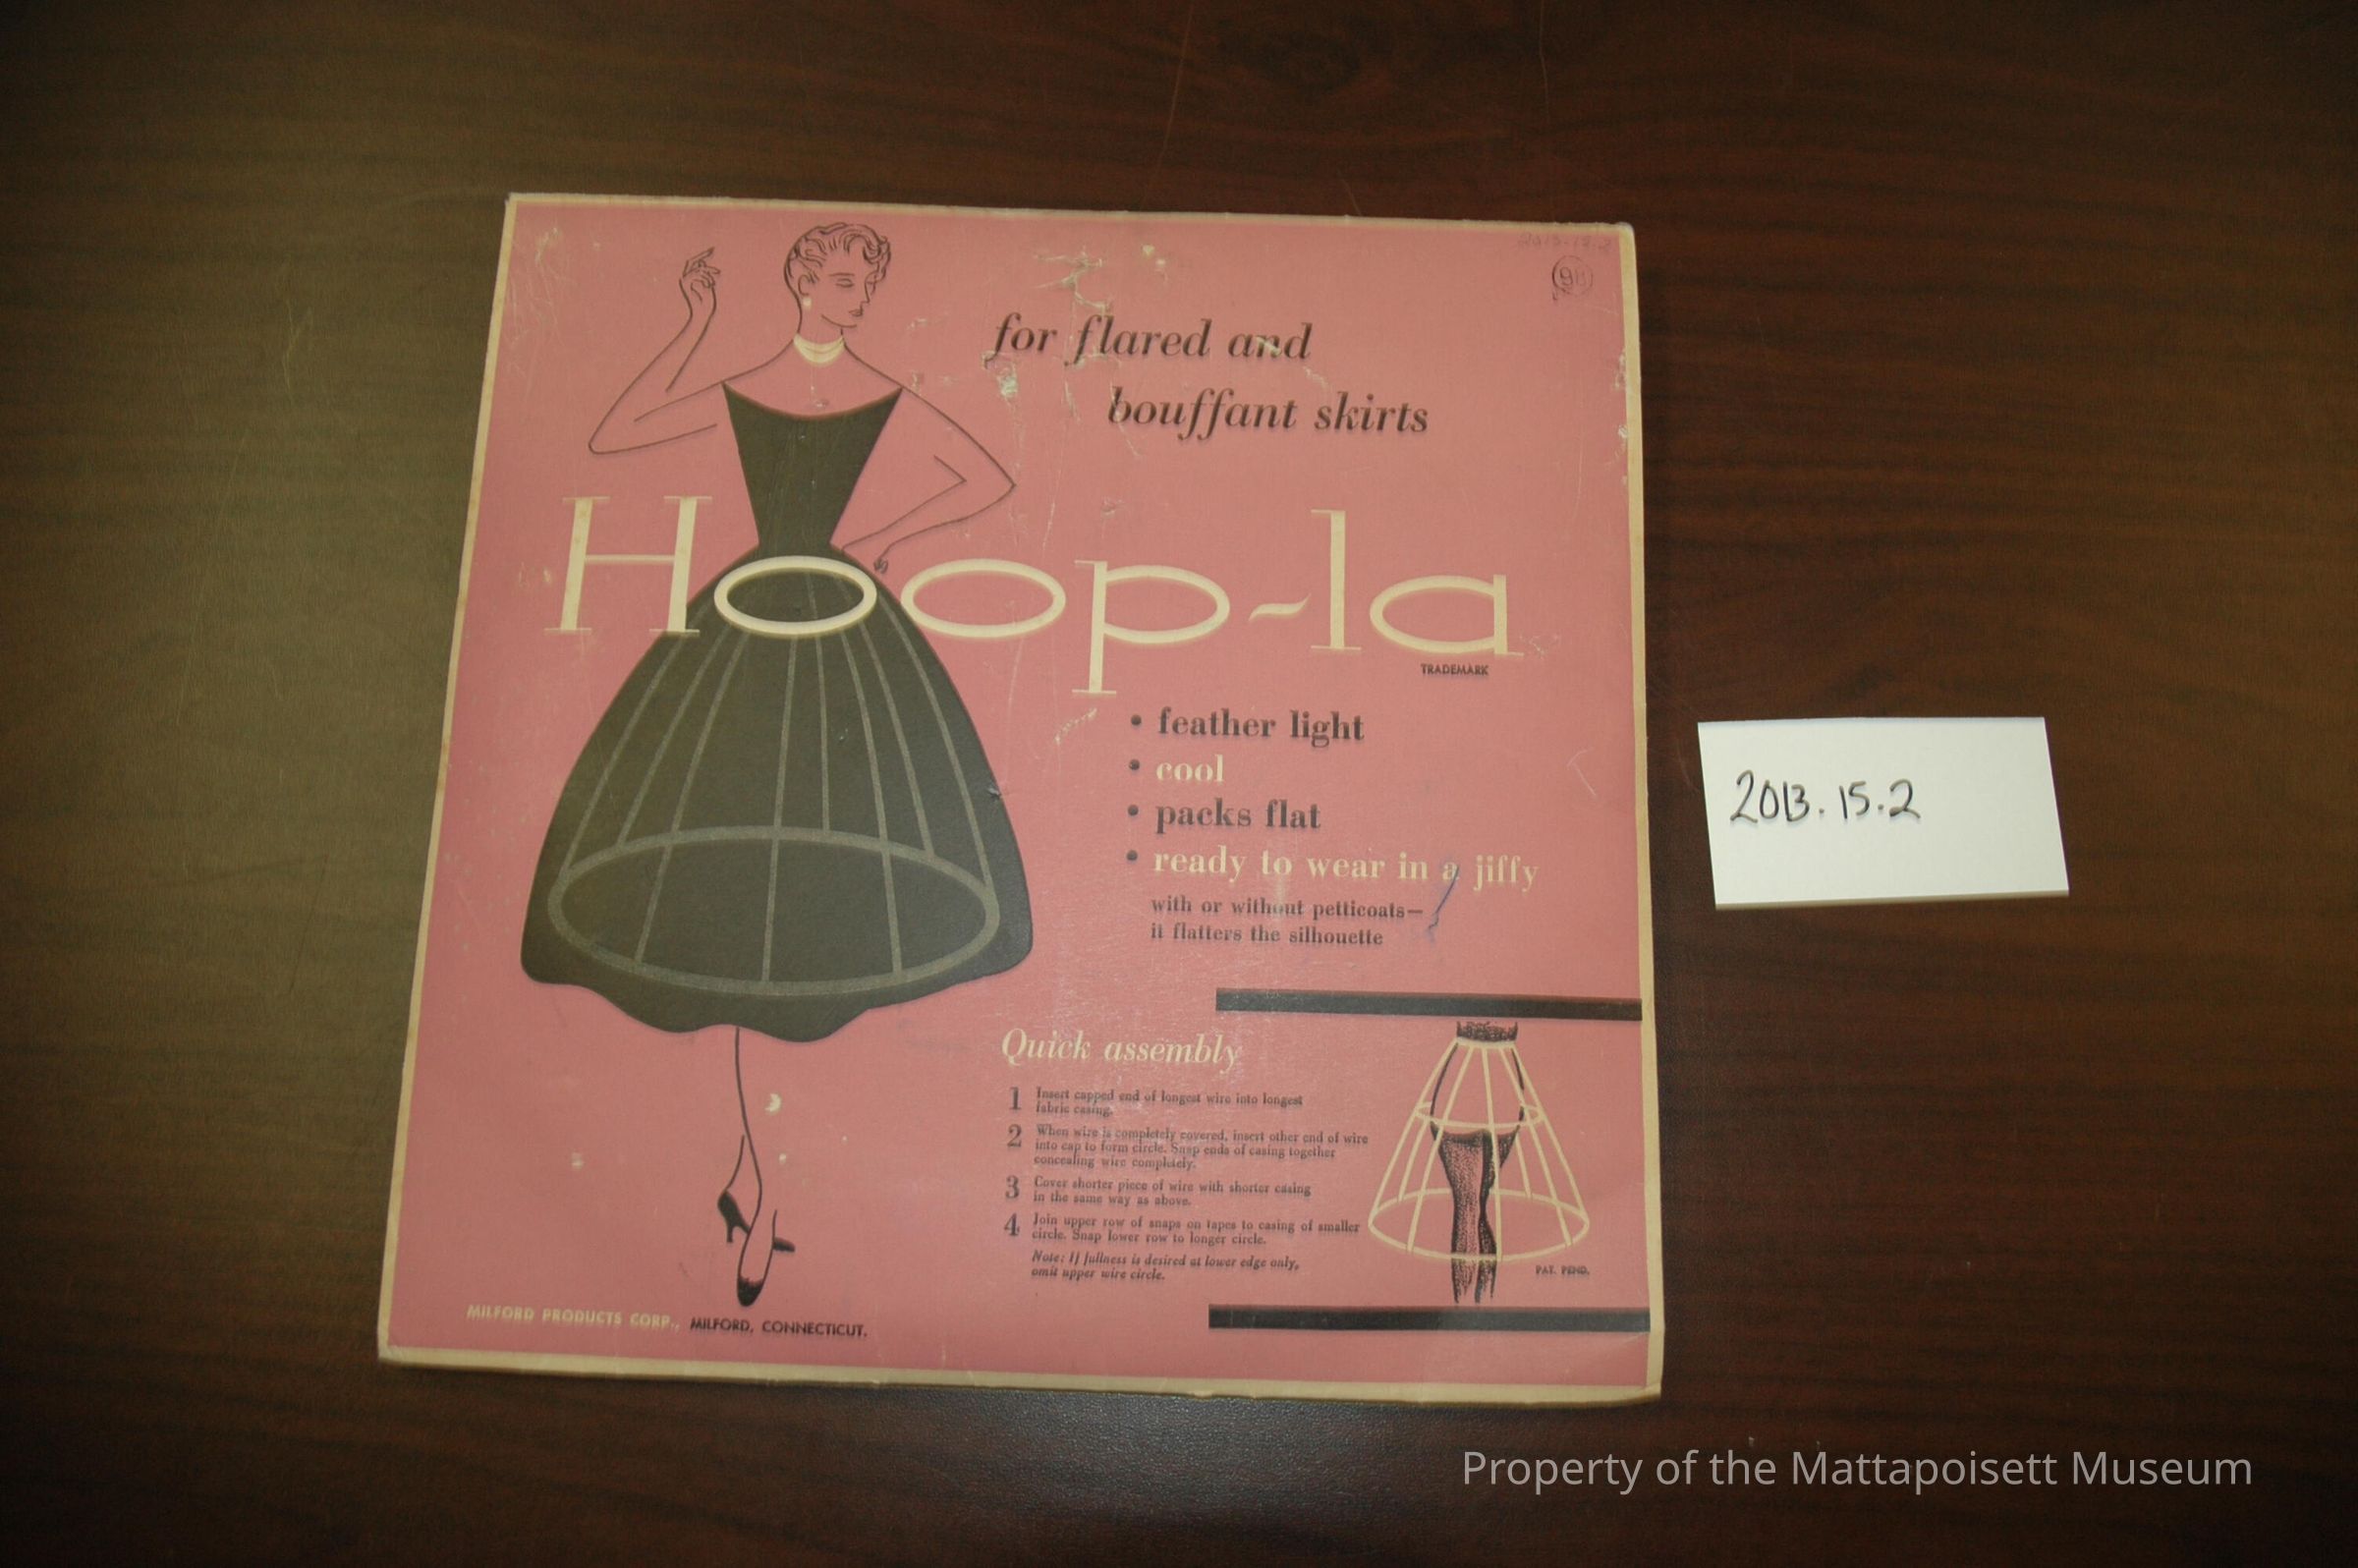 2013.15.2
for flared and
bouffant skirts
Hoop-la
TRADEMARK
• feather light
• cool
• packs flat
• ready to wear in a jiffy
with or without petticoats—
it flatters the silhouette
Quick assembly
1 Insert capped end of longest wire into longest
fabric casing.
2 When wire is completely covered, insert other end of wire
into cap to form circle. Snap ends of casing together
concealing wire completely.
3 Cover shorter piece of wire with shorter casing
in the same way as above.
4 Join upper row of snaps on tapes to casing of smaller
circle. Snap lower row to longer circle.
Note: If fullness is desired at lower edge only,
omit upper wire circle.
PAT. PEND.
MILFORD PRODUCTS CORP., MILFORD, CONNECTICUT.
2013.15.2
Property of the Mattapoisett Museum